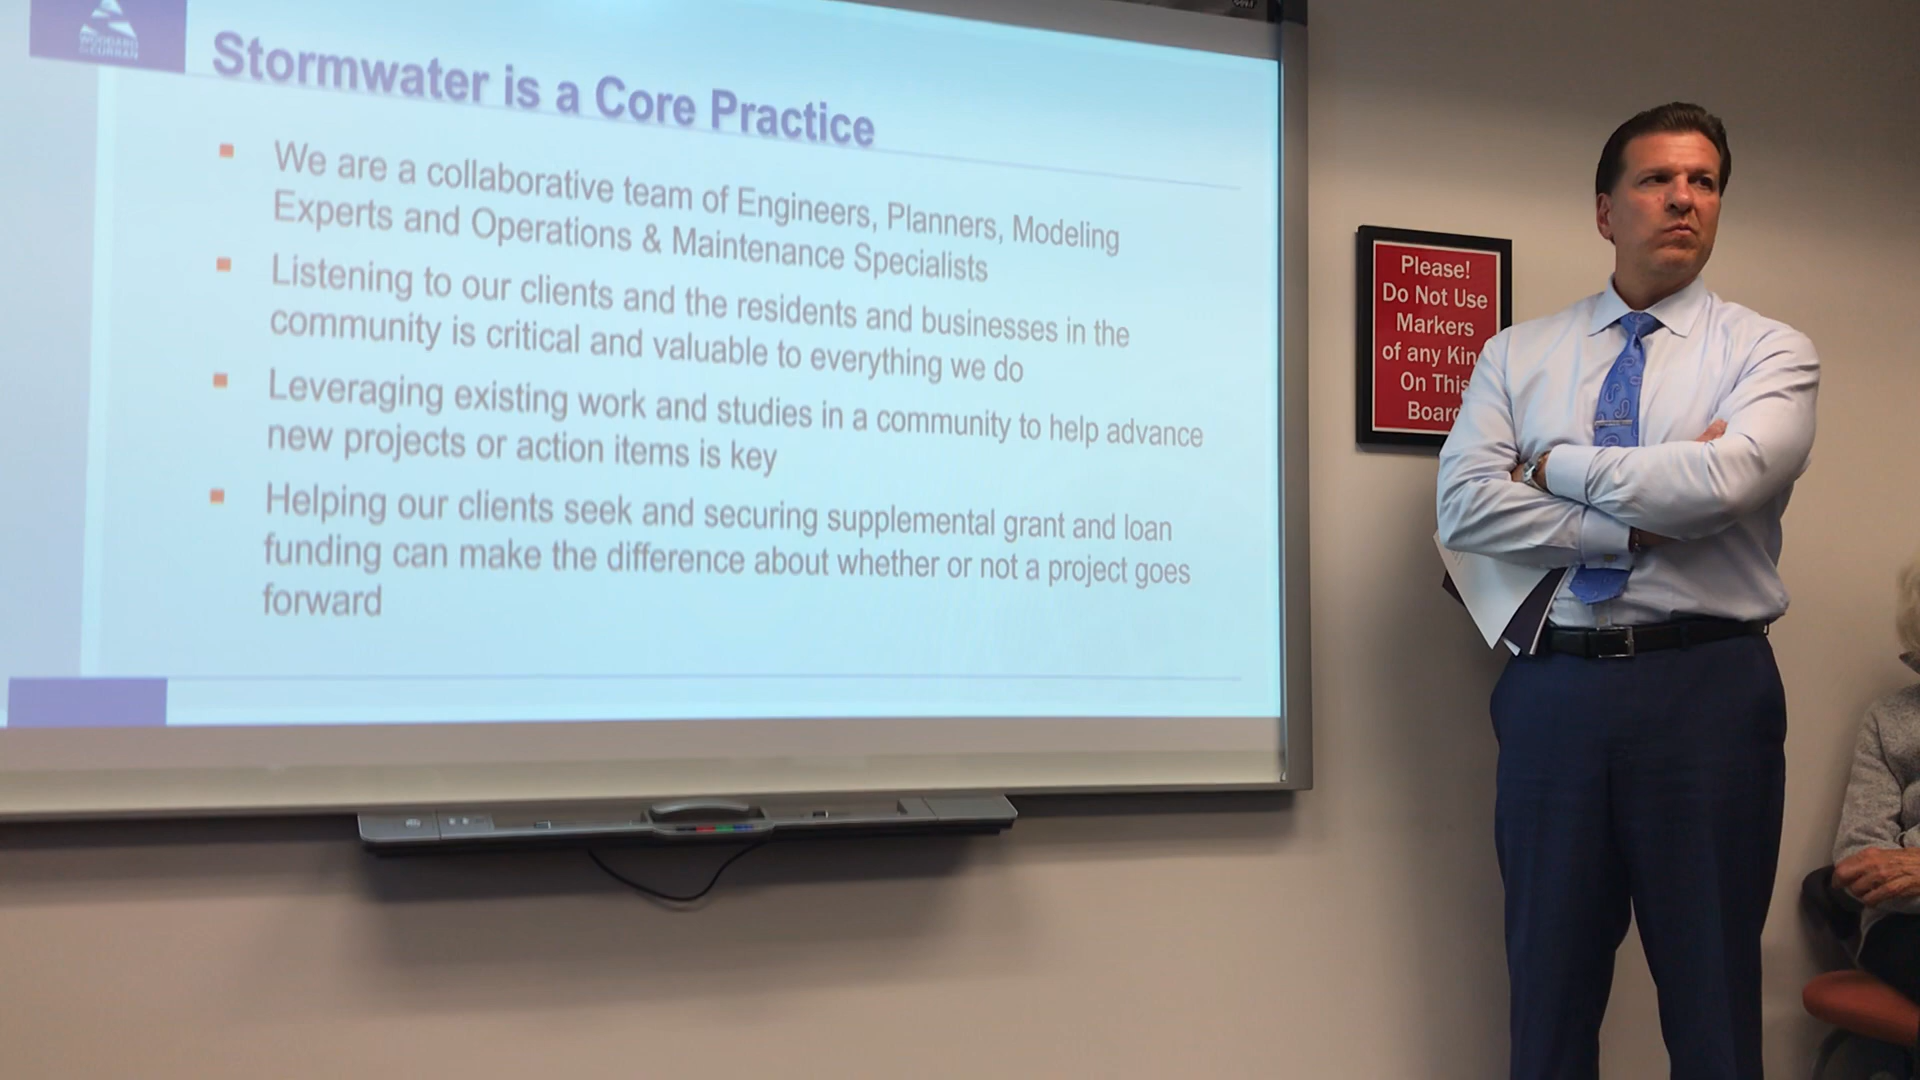 WOODARD
& CURRAN
Stormwater is a Core Practice
We are a collaborative team of Engineers, Planners, Modeling
Experts and Operations & Maintenance Specialists
Listening to our clients and the residents and businesses in the
community is critical and valuable to everything we do
Leveraging existing work and studies in a community to help advance
new projects or action items is key
Helping our clients seek and securing supplemental grant and loan
funding can make the difference about whether or not a project goes
forward
Please!
Do Not Use
Markers
of any Kin
On This
Board